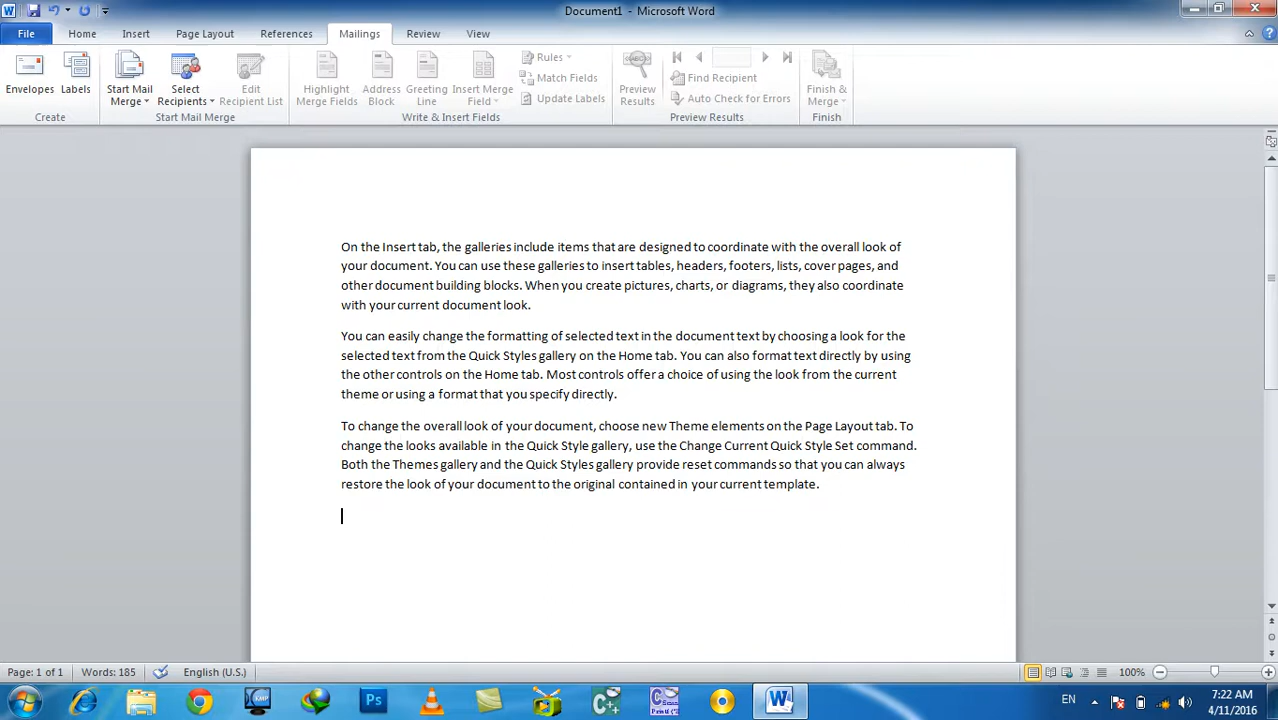 Document1 - Microsoft Word
File Home Insert Page Layout References Mailings Review View
Envelopes Labels
Create
Start Mail Merge
Select Recipients
Edit Recipient List
Start Mail Merge
Highlight Merge Fields
Address Block
Greeting Line
Insert Merge Field
Rules
Match Fields
Update Labels
Write & Insert Fields
Preview Results
Find Recipient
Auto Check for Errors
Preview Results
Finish & Merge
Finish
On the Insert tab, the galleries include items that are designed to coordinate with the overall look of
your document. You can use these galleries to insert tables, headers, footers, lists, cover pages, and
other document building blocks. When you create pictures, charts, or diagrams, they also coordinate
with your current document look.
You can easily change the formatting of selected text in the document text by choosing a look for the
selected text from the Quick Styles gallery on the Home tab. You can also format text directly by using
the other controls on the Home tab. Most controls offer a choice of using the look from the current
theme or using a format that you specify directly.
To change the overall look of your document, choose new Theme elements on the Page Layout tab. To
change the looks available in the Quick Style gallery, use the Change Current Quick Style Set command.
Both the Themes gallery and the Quick Styles gallery provide reset commands so that you can always
restore the look of your document to the original contained in your current template.
Page: 1 of 1 Words: 185 English (U.S.) 100%
EN 7:22 AM
4/11/2016